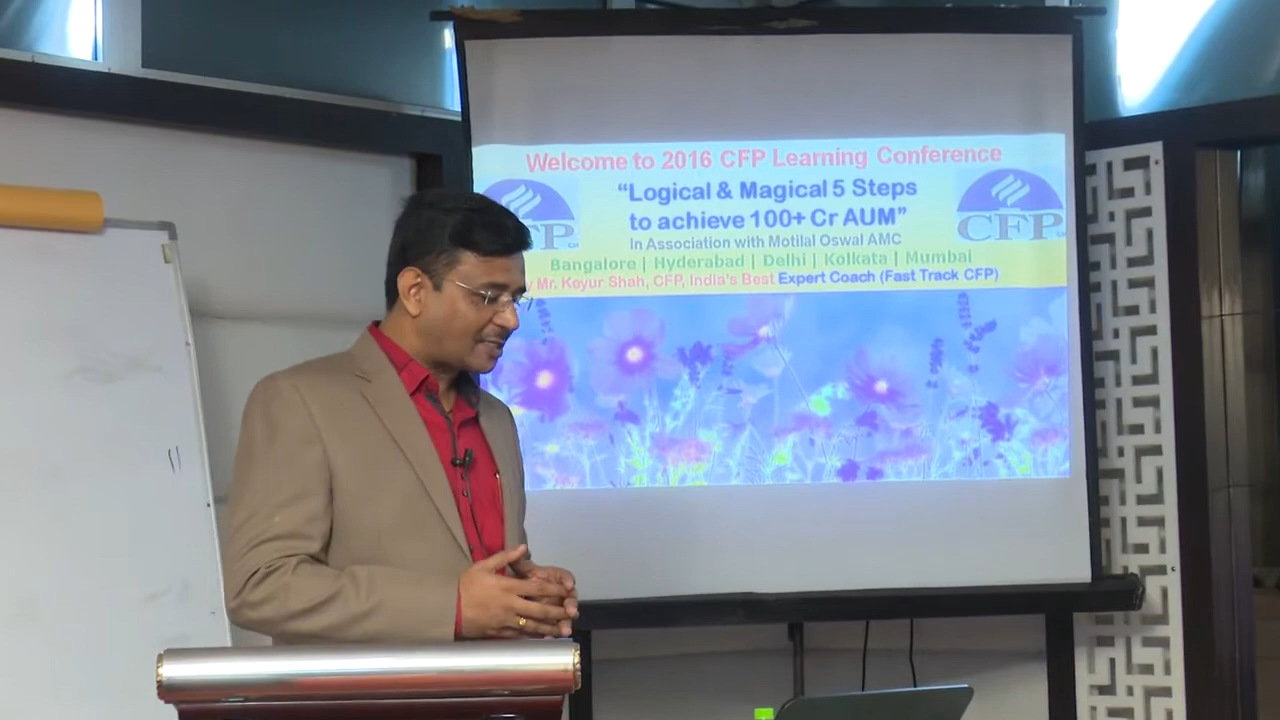 Welcome to 2016 CFP Learning Conference
“Logical & Magical 5 Steps
to achieve 100+ Cr AUM”
CFP
In Association with Motilal Oswal AMC
Bangalore | Hyderabad | Delhi | Kolkata | Mumbai
Mr. Keyur Shah, CFP, India's Best Expert Coach (Fast Track CFP)